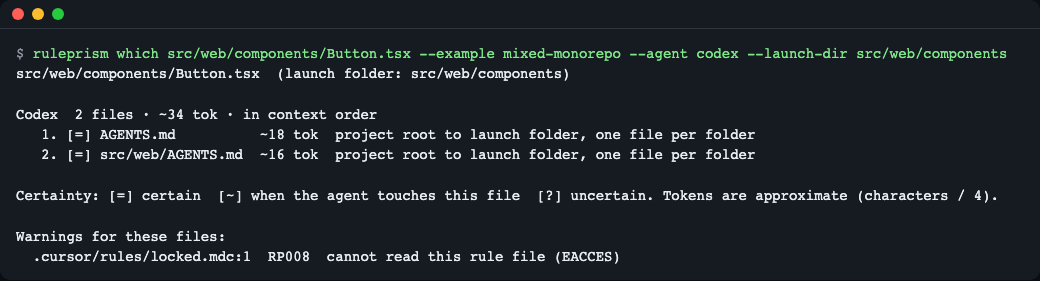 $ ruleprism which src/web/components/Button.tsx --example mixed-monorepo --agent codex --launch-dir src/web/components
src/web/components/Button.tsx  (launch folder: src/web/components)
Codex  2 files · ~34 tok · in context order
1. [=] AGENTS.md          ~18 tok  project root to launch folder, one file per folder
2. [=] src/web/AGENTS.md  ~16 tok  project root to launch folder, one file per folder
Certainty: [=] certain  [~] when the agent touches this file  [?] uncertain. Tokens are approximate (characters / 4).
Warnings for these files:
.cursor/rules/locked.mdc:1  RP008  cannot read this rule file (EACCES)